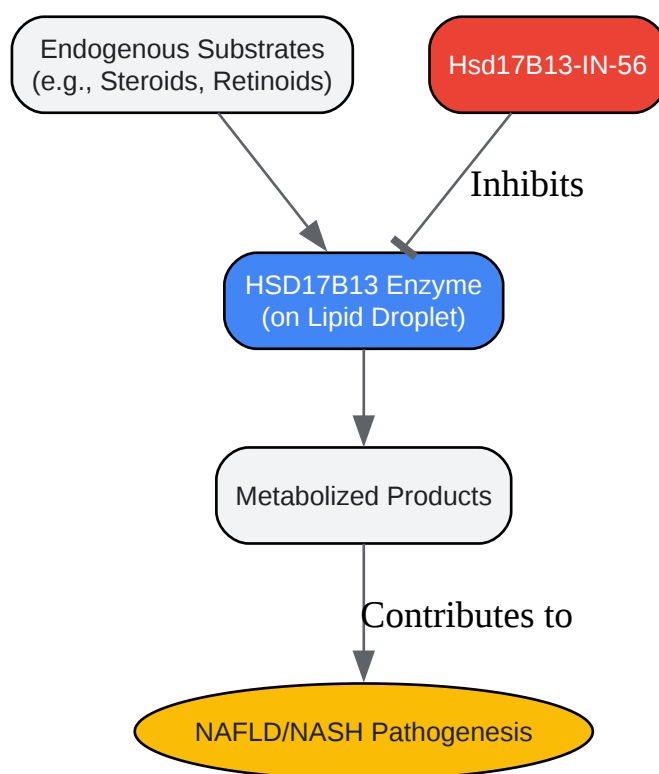 Endogenous Substrates
(e.g., Steroids, Retinoids)
Hsd17B13-IN-56
Inhibits
HSD17B13 Enzyme
(on Lipid Droplet)
Metabolized Products
Contributes to
NAFLD/NASH Pathogenesis